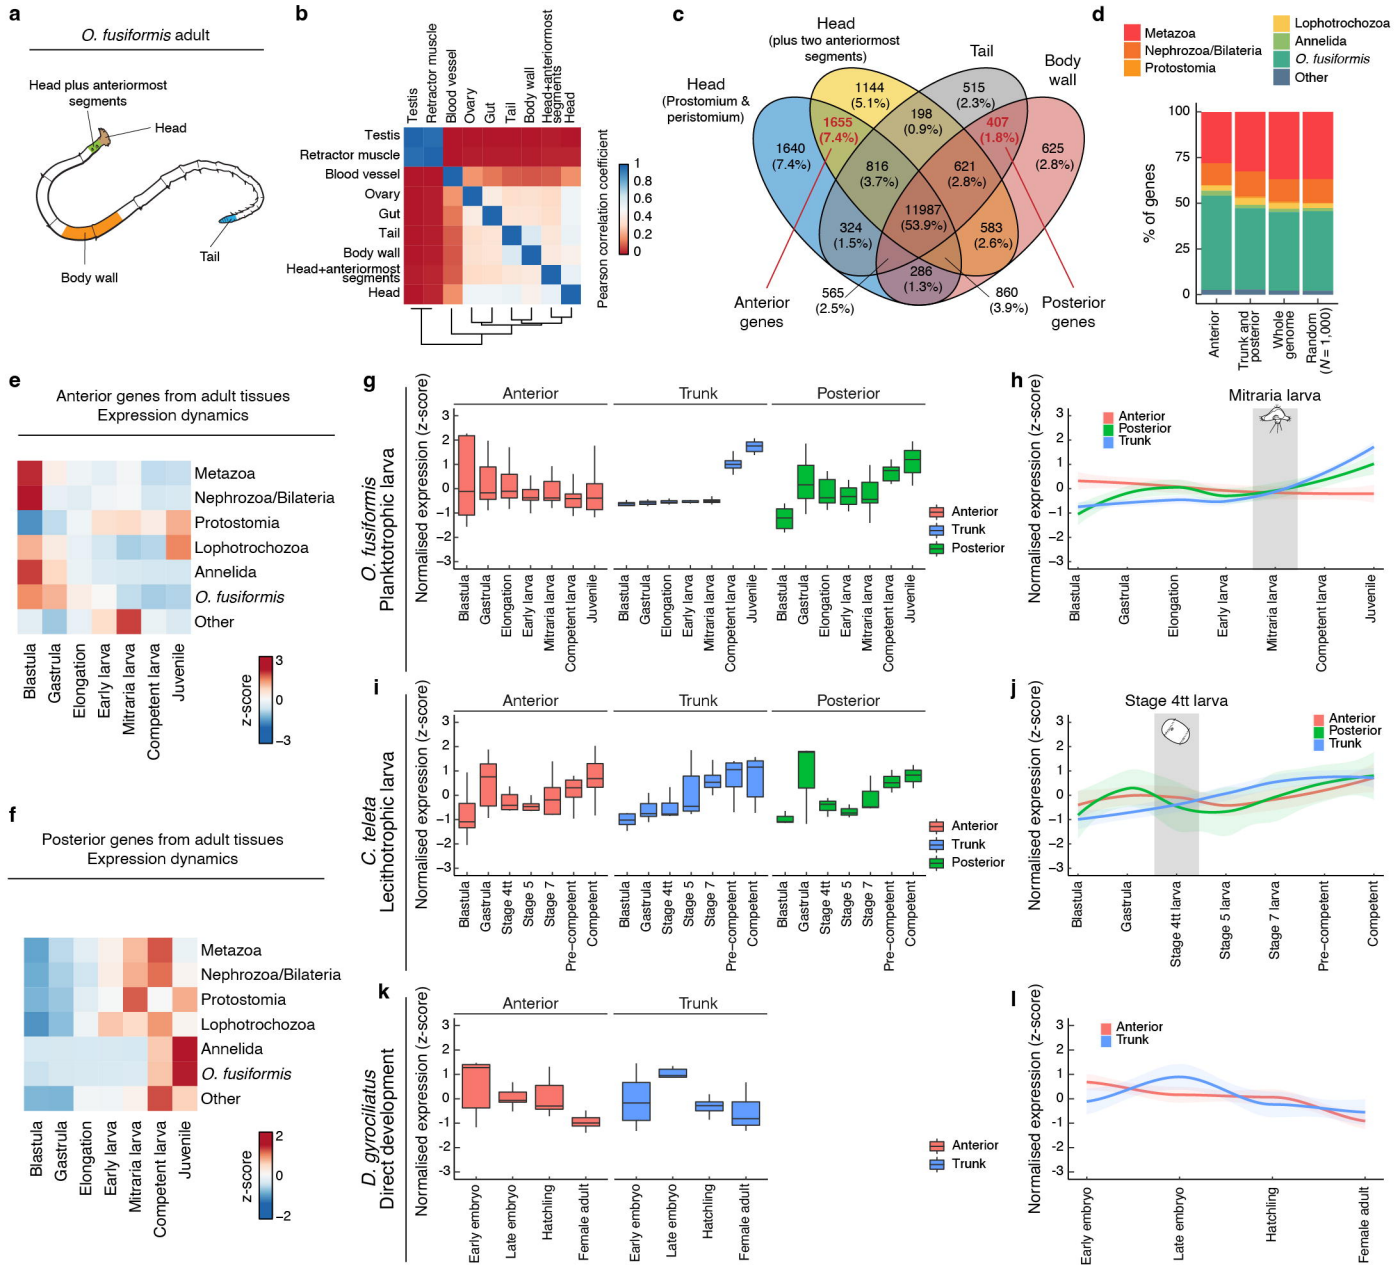 a
O. fusiformis adult
Head plus anteriormost
segments
Head
Body wall
Tail
b
Testis
Retractor muscle
Blood vessel
Ovary
Gut
Tail
Body wall
Head+anteriormost
segments
Head
Testis
Retractor muscle
Blood vessel
Ovary
Gut
Tail
Body wall
Head+anteriormost
segments
Head
Pearson correlation coefficient
1
0.8
0.6
0.4
0.2
0
c
Head
(plus two anteriormost
segments)
Tail
Body
wall
Head
(Prostomium &
peristomium)
1144
(5.1%)
515
(2.3%)
198
(0.9%)
1655
(7.4%)
407
(1.8%)
1640
(7.4%)
625
(2.8%)
816
(3.7%)
621
(2.8%)
11987
(53.9%)
324
(1.5%)
583
(2.6%)
286
(1.3%)
565
(2.5%)
860
(3.9%)
Anterior
genes
Posterior
genes
d
Metazoa
Nephrozoa/Bilateria
Protostomia
Lophotrochozoa
Annelida
O. fusiformis
Other
% of genes
100
75
50
25
0
Anterior
Trunk and
posterior
Whole
genome
Random
(N = 1,000)
e
Anterior genes from adult tissues
Expression dynamics
Metazoa
Nephrozoa/Bilateria
Protostomia
Lophotrochozoa
Annelida
O. fusiformis
Other
Blastula
Gastrula
Elongation
Early larva
Mitraria larva
Competent larva
Juvenile
z-score
3
0
−3
f
Posterior genes from adult tissues
Expression dynamics
Metazoa
Nephrozoa/Bilateria
Protostomia
Lophotrochozoa
Annelida
O. fusiformis
Other
Blastula
Gastrula
Elongation
Early larva
Mitraria larva
Competent larva
Juvenile
z-score
2
0
−2
g
O. fusiformis
Planktotrophic larva
Normalised expression (z-score)
Anterior
Trunk
Posterior
3
2
1
0
−1
−2
−3
Blastula
Gastrula
Elongation
Early larva
Mitraria larva
Competent larva
Juvenile
Blastula
Gastrula
Elongation
Early larva
Mitraria larva
Competent larva
Juvenile
Blastula
Gastrula
Elongation
Early larva
Mitraria larva
Competent larva
Juvenile
Anterior
Trunk
Posterior
h
Mitraria larva
Normalised expression (z-score)
3
2
1
0
−1
−2
−3
Anterior
Posterior
Trunk
Blastula
Gastrula
Elongation
Early larva
Mitraria larva
Competent larva
Juvenile
i
C. teleta
Lecithotrophic larva
Normalised expression (z-score)
Anterior
Trunk
Posterior
3
2
1
0
−1
−2
−3
Blastula
Gastrula
Stage 4tt
Stage 5
Stage 7
Pre−competent
Competent
Blastula
Gastrula
Stage 4tt
Stage 5
Stage 7
Pre−competent
Competent
Blastula
Gastrula
Stage 4tt
Stage 5
Stage 7
Pre−competent
Competent
Anterior
Trunk
Posterior
j
Stage 4tt larva
Normalised expression (z-score)
3
2
1
0
−1
−2
−3
Anterior
Posterior
Trunk
Blastula
Gastrula
Stage 4tt larva
Stage 5 larva
Stage 7 larva
Pre−competent
Competent
k
D. gyrociliatus
Direct development
Normalised expression (z-score)
Anterior
Trunk
3
2
1
0
-1
-2
-3
Early embryo
Late embryo
Hatchling
Female adult
Early embryo
Late embryo
Hatchling
Female adult
Anterior
Trunk
l
Normalised expression (z-score)
3
2
1
0
-1
-2
-3
Anterior
Trunk
Early embryo
Late embryo
Hatchling
Female adult